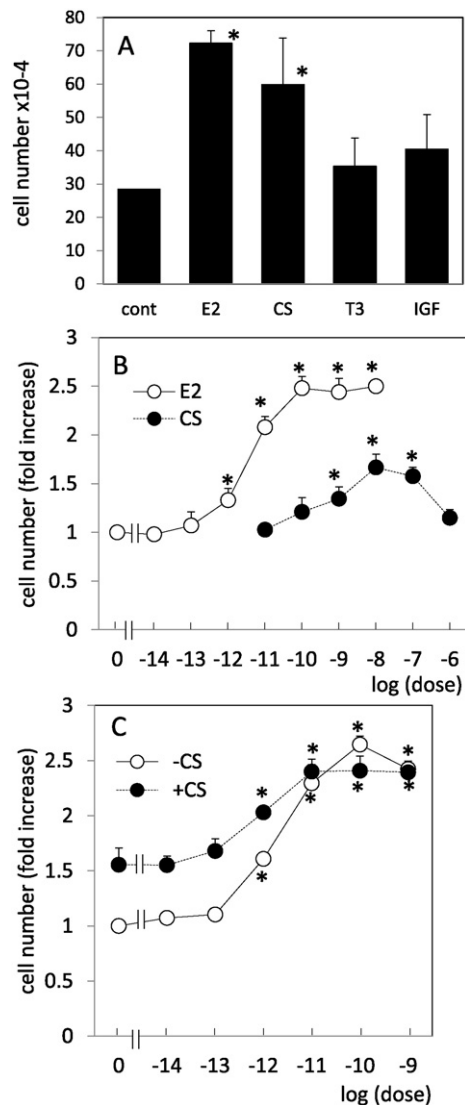 A
cell number x10-4
80
70
60
50
40
30
20
10
0
*
*
cont E2 CS T3 IGF
B
E2
CS
cell number (fold increase)
3
2.5
2
1.5
1
0.5
0
* * * * *
* * *
0 -14 -13 -12 -11 -10 -9 -8 -7 -6
log (dose)
C
-CS
+CS
cell number (fold increase)
3
2.5
2
1.5
1
0.5
0
* * * *
* * * *
0 -14 -13 -12 -11 -10 -9
log (dose)